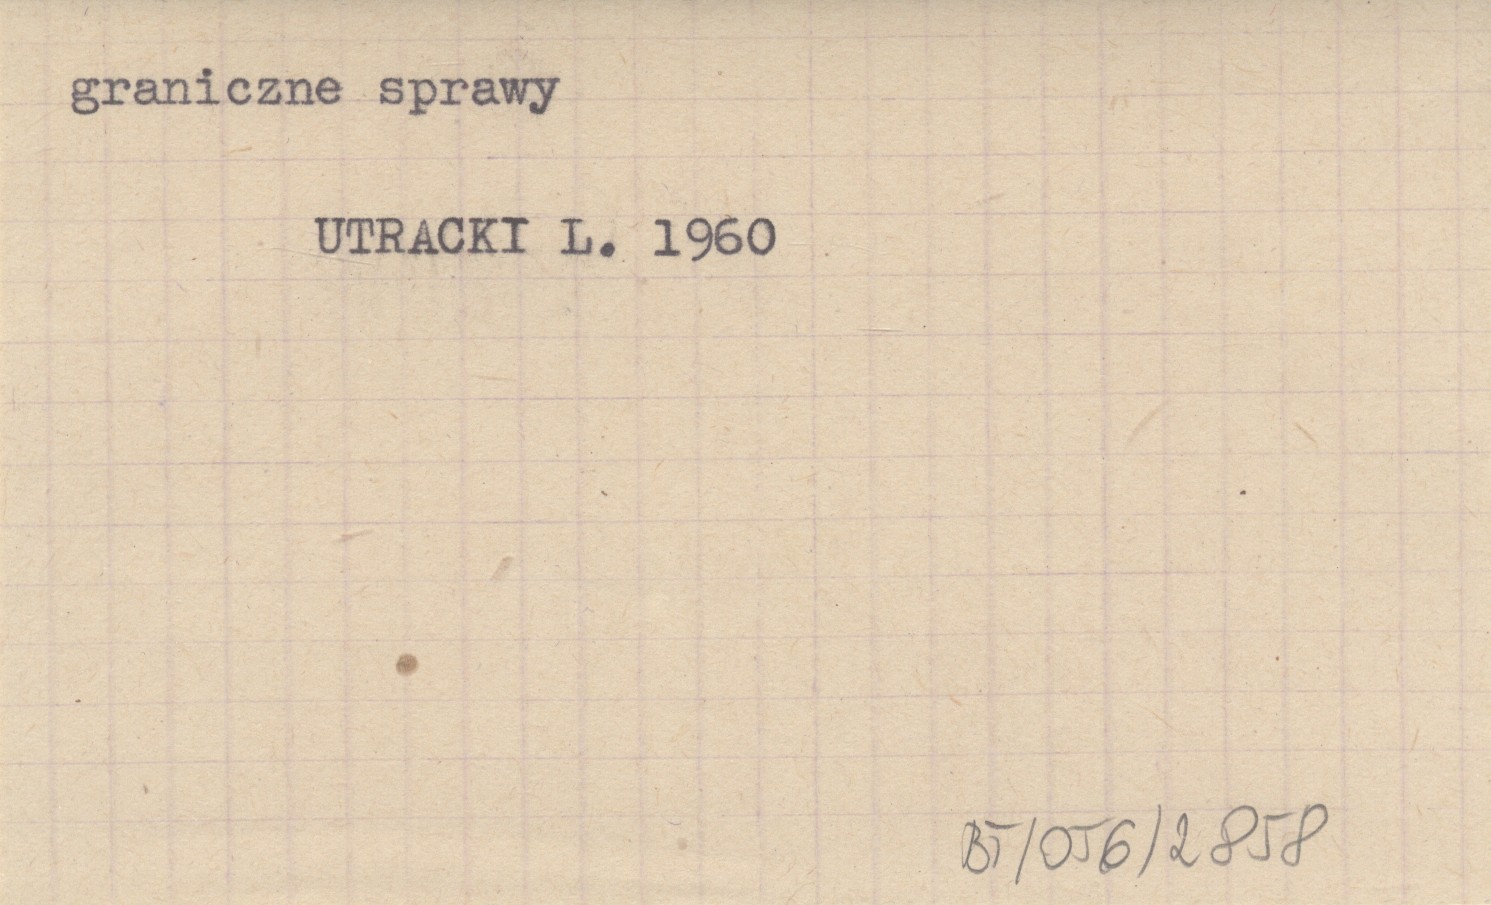 graniczne sprawy
UTRACKI L. 1960
BT/056/2858